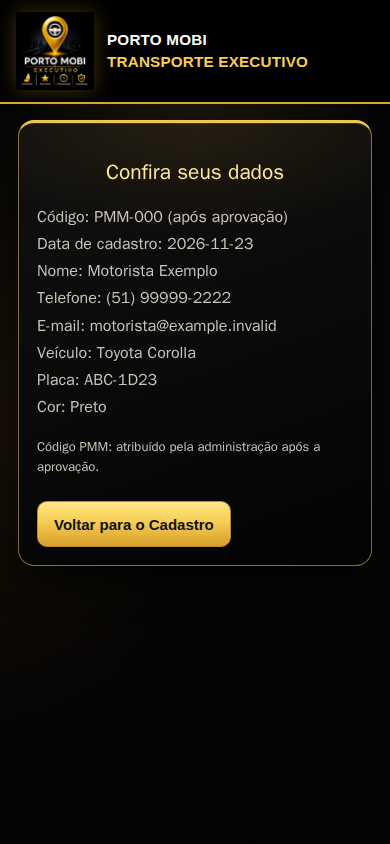 PORTO MOBI
EXECUTIVO
PORTO MOBI
TRANSPORTE EXECUTIVO
Confira seus dados
Código: PMM-000 (após aprovação)
Data de cadastro: 2026-11-23
Nome: Motorista Exemplo
Telefone: (51) 99999-2222
E-mail: motorista@example.invalid
Veículo: Toyota Corolla
Placa: ABC-1D23
Cor: Preto
Código PMM: atribuído pela administração após a
aprovação.
Voltar para o Cadastro